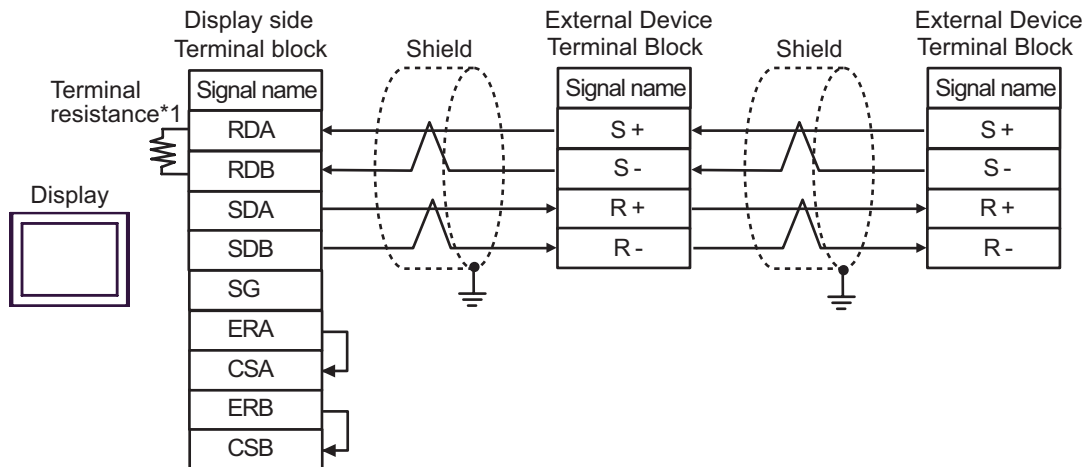 Display side
Terminal block
Shield
External Device
Terminal Block
Shield
External Device
Terminal Block
Terminal
resistance*1
Display
Signal name
RDA
RDB
SDA
SDB
SG
ERA
CSA
ERB
CSB
Signal name
S +
S -
R +
R -
Signal name
S +
S -
R +
R -